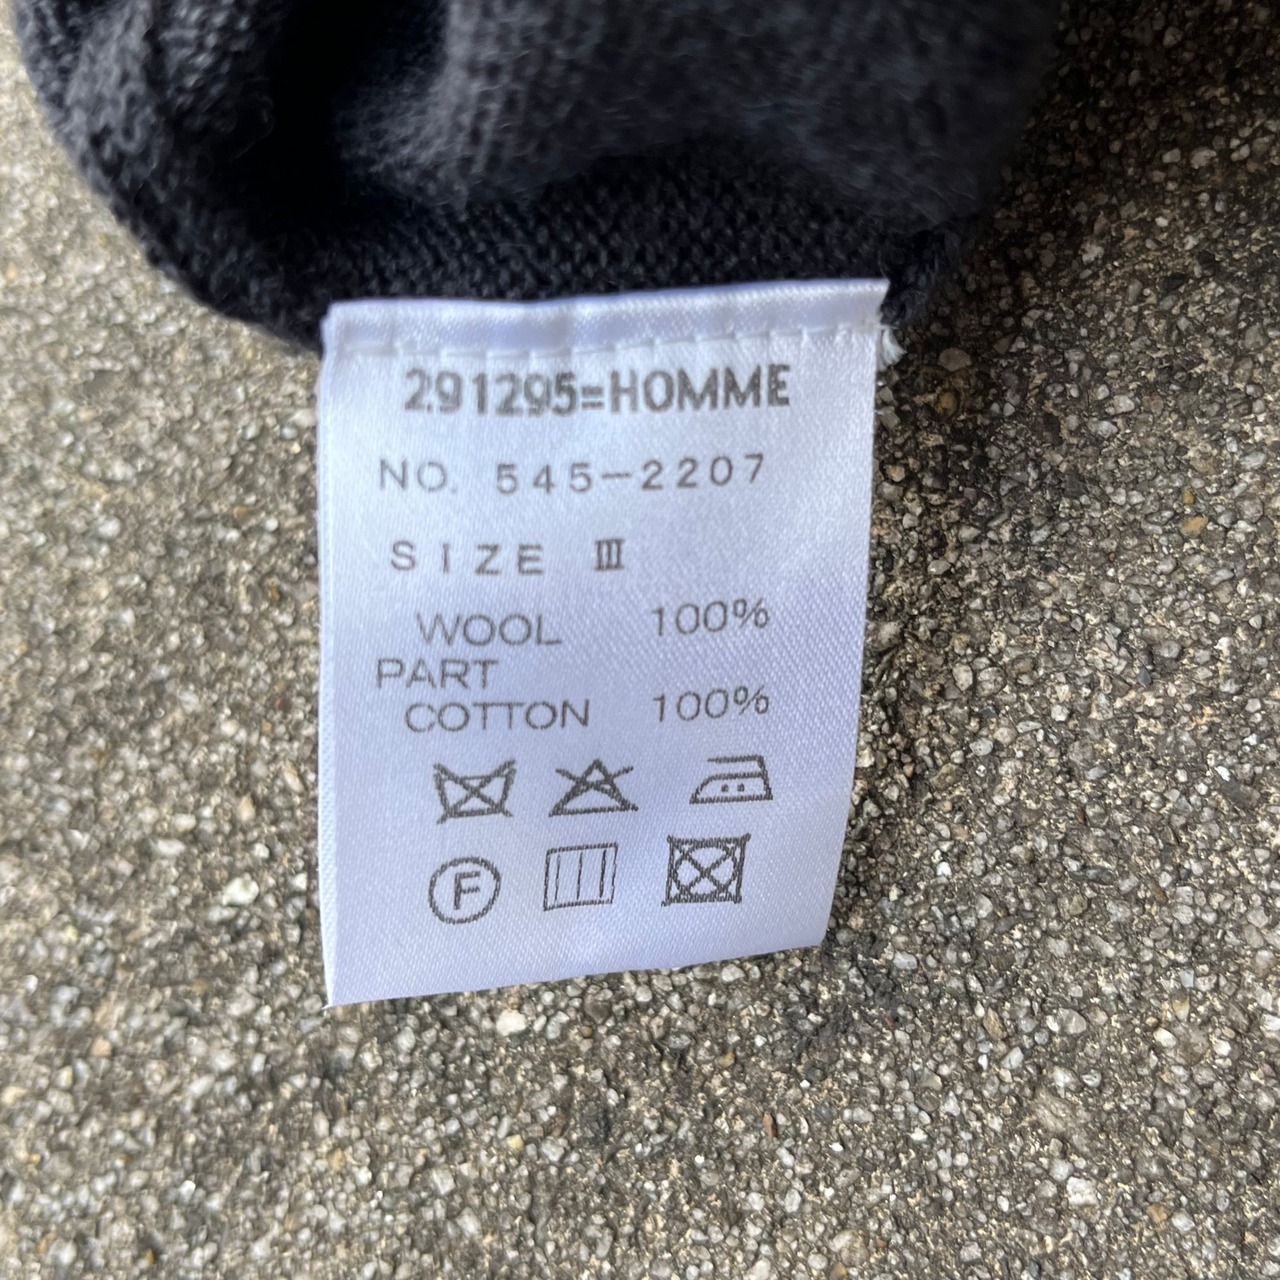 291295=HOMME
NO. 545-2207
SIZE Ⅲ
WOOL 100%
PART
COTTON 100%
F